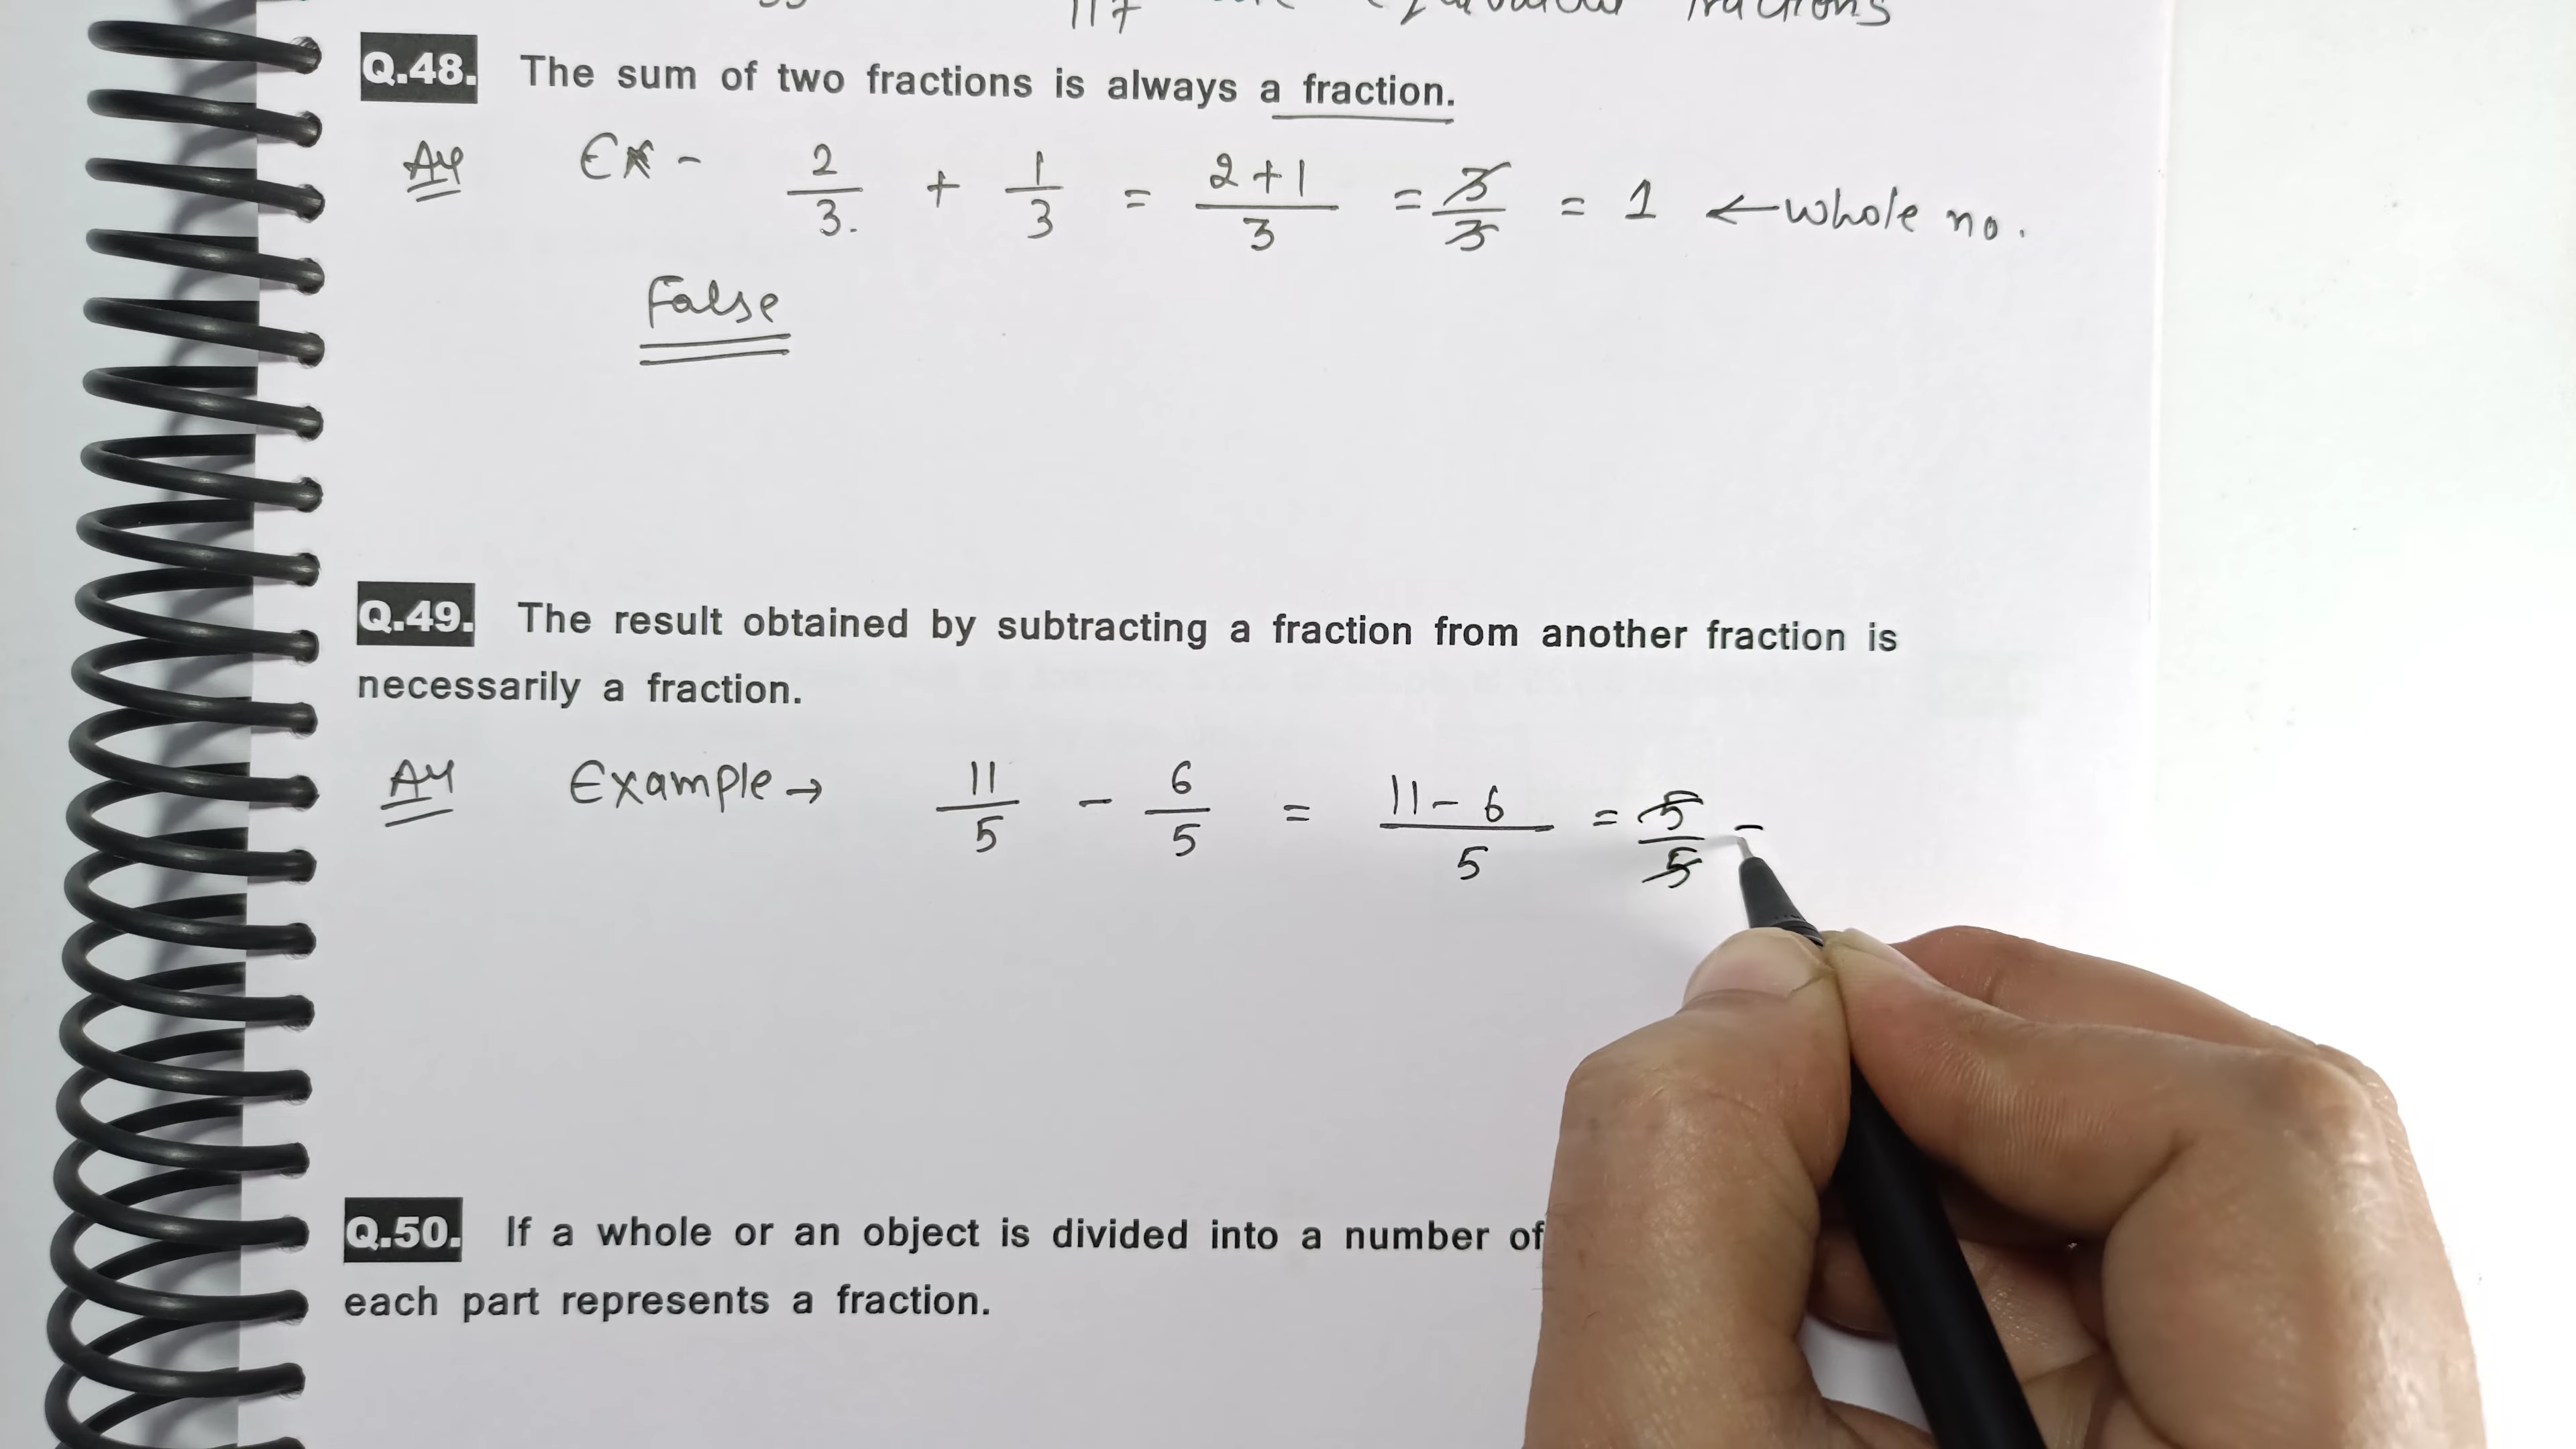 117 fractions
Q.48. The sum of two fractions is always a fraction.
Ex - 2/3. + 1/3 = 2+1/3 = 3/3 = 1 ← whole no.
False
Q.49. The result obtained by subtracting a fraction from another fraction is
necessarily a fraction.
Example → 11/5 - 6/5 = 11-6/5 = 5/5 =
Q.50. If a whole or an object is divided into a number of
each part represents a fraction.